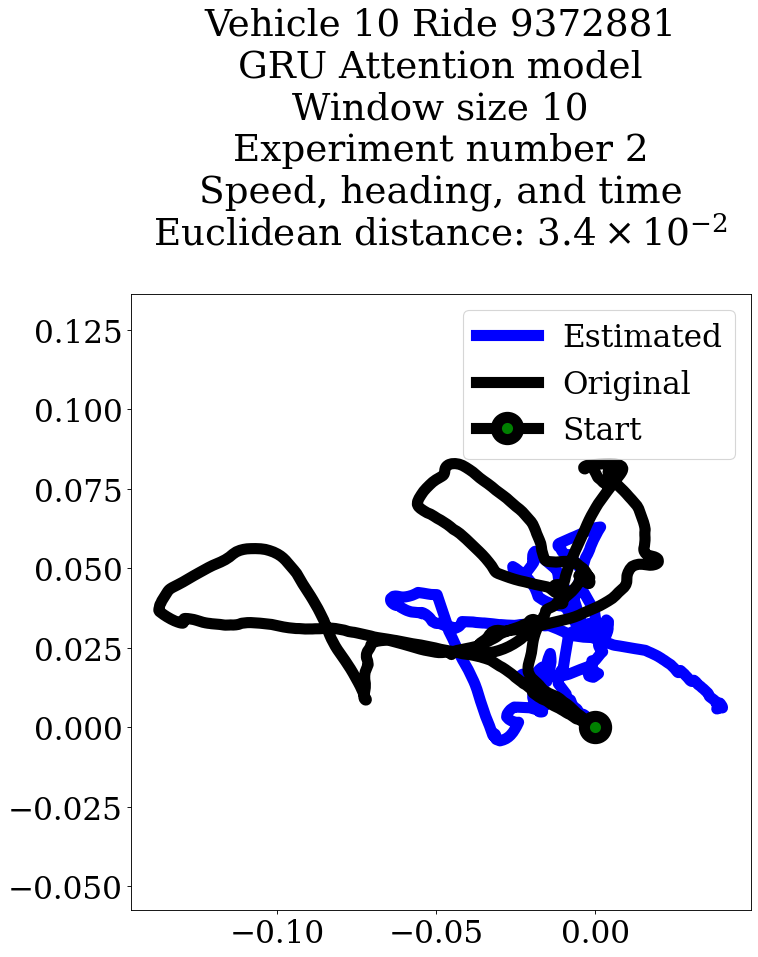 Vehicle 10 Ride 9372881
GRU Attention model
Window size 10
Experiment number 2
Speed, heading, and time
Euclidean distance: 3.4 × 10⁻²
Estimated
Original
Start
0.125
0.100
0.075
0.050
0.025
0.000
−0.025
−0.050
−0.10
−0.05
0.00